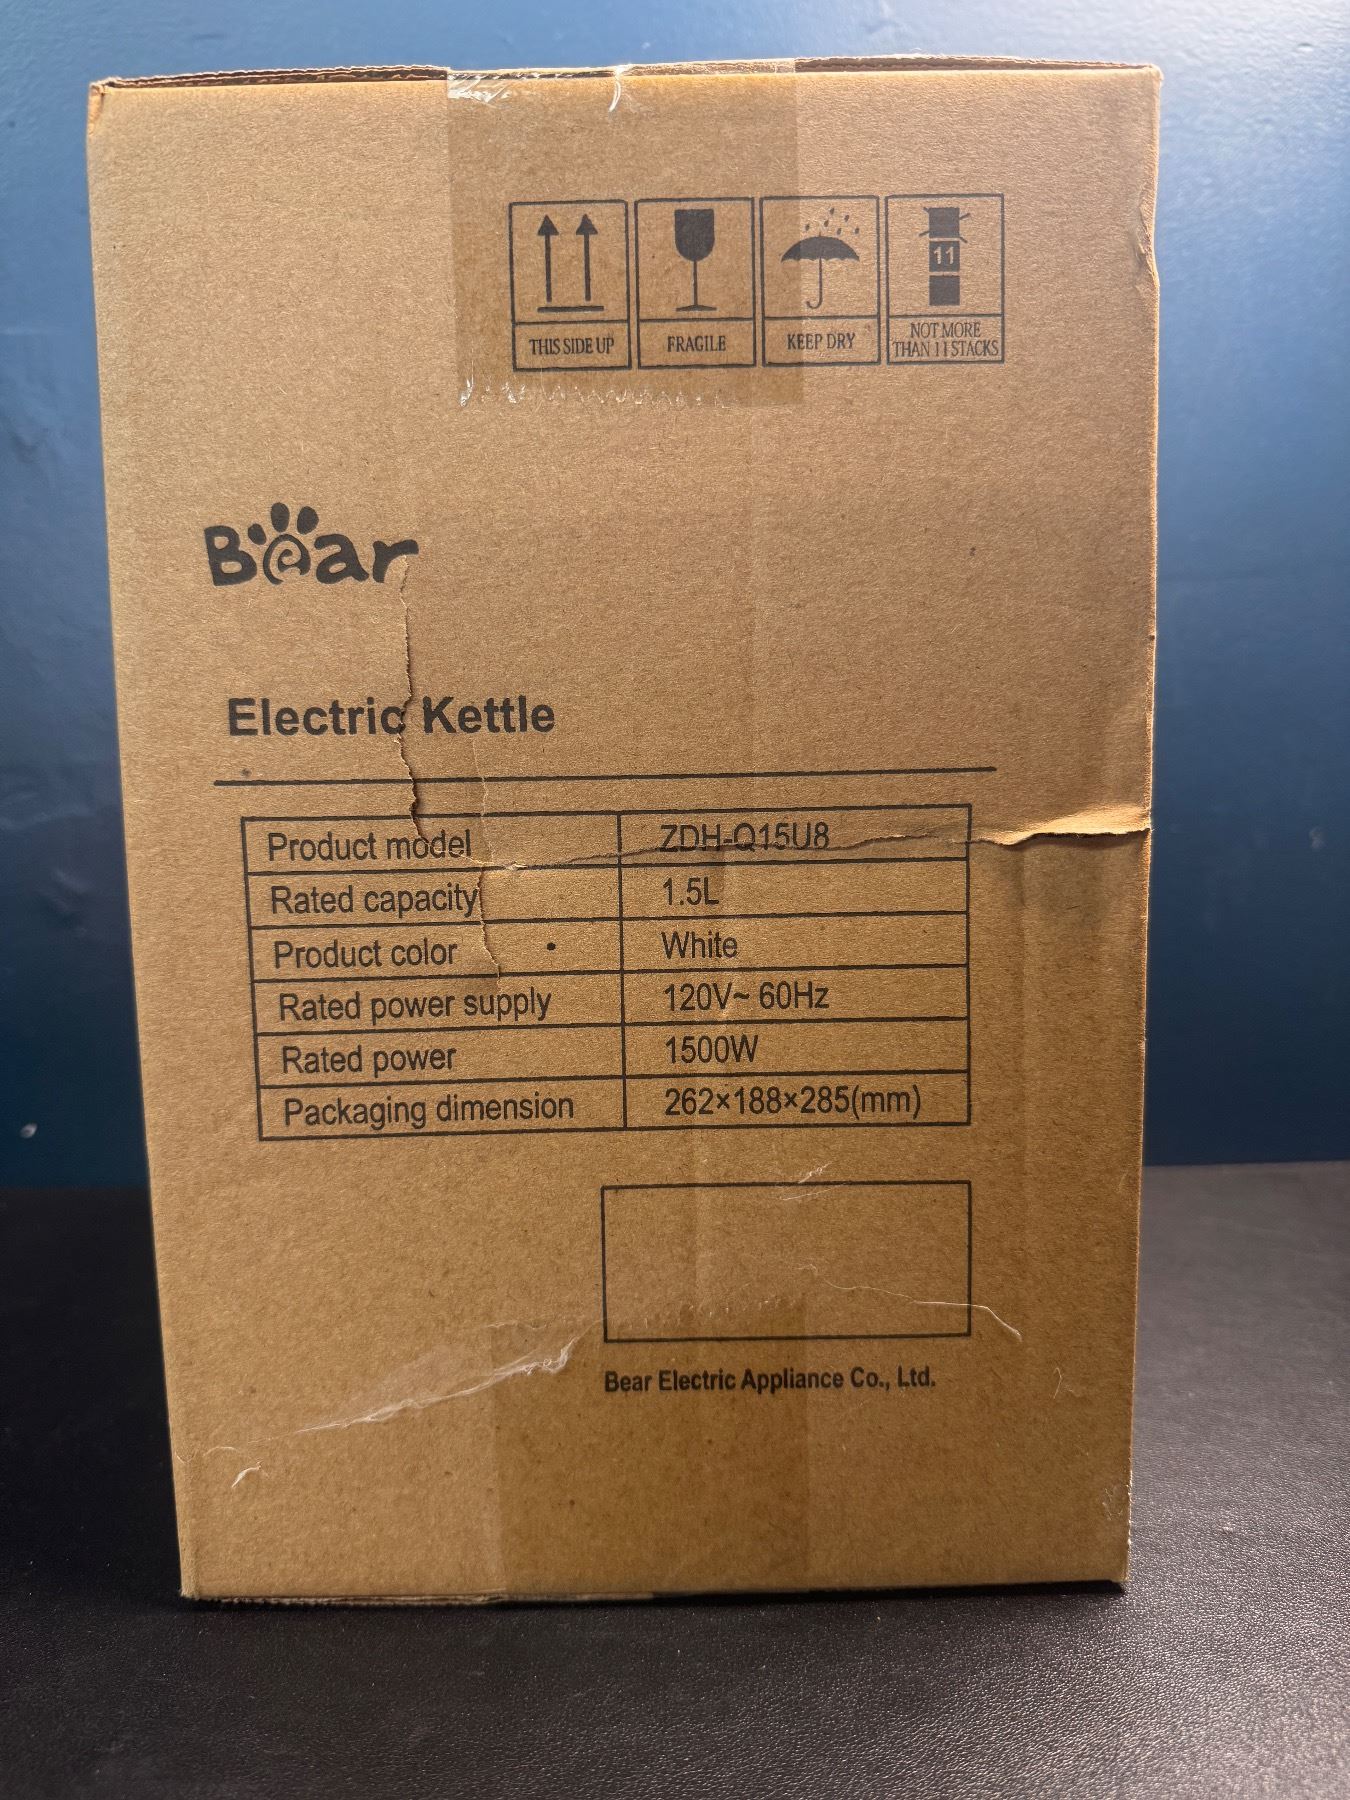 11
THIS SIDE UP
FRAGILE
KEEP DRY
NOT MORE
THAN 11 STACKS
Bear
Electric Kettle
Product model ZDH-Q15U8
Rated capacity 1.5L
Product color White
Rated power supply 120V~ 60Hz
Rated power 1500W
Packaging dimension 262×188×285(mm)
Bear Electric Appliance Co., Ltd.